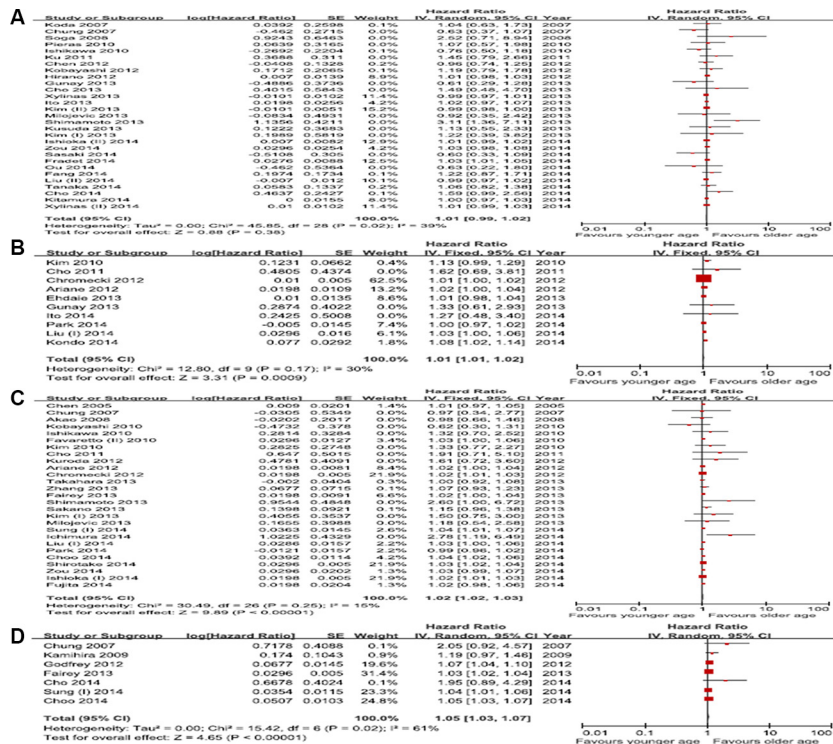 A
Hazard Ratio Hazard Ratio
Study or Subgroup log[Hazard Ratio] SE Weight IV, Random, 95% CI Year IV, Random, 95% CI
Koda 2007 0.0392 0.2598 0.1% 1.04 [0.63, 1.73] 2007
Chung 2007 -0.462 0.2715 0.1% 0.63 [0.37, 1.07] 2007
Soga 2008 0.9243 0.6463 0.0% 2.52 [0.71, 8.94] 2008
Pieras 2010 0.0639 0.3165 0.0% 1.07 [0.57, 1.98] 2010
Ishikawa 2010 -0.2692 0.2204 0.1% 0.76 [0.50, 1.18] 2010
Ku 2011 0.3688 0.311 0.0% 1.45 [0.79, 2.66] 2011
Chen 2012 -0.0408 0.1328 0.2% 0.96 [0.74, 1.25] 2012
Kobayashi 2012 0.1712 0.2069 0.1% 1.19 [0.79, 1.78] 2012
Hirano 2012 0.007 0.0139 8.9% 1.01 [0.98, 1.03] 2012
Gunay 2013 -0.4886 0.3736 0.0% 0.61 [0.29, 1.28] 2013
Cho 2013 0.4015 0.5843 0.0% 1.49 [0.48, 4.70] 2013
Xylinas 2013 -0.0101 0.0102 11.4% 0.99 [0.97, 1.01] 2013
Ito 2013 0.0198 0.0256 4.2% 1.02 [0.97, 1.07] 2013
Kim (II) 2013 -0.0101 0.0051 14.9% 0.99 [0.98, 1.00] 2013
Milojevic 2013 -0.0834 0.4931 0.0% 0.92 [0.35, 2.42] 2013
Shimamoto 2013 1.1356 0.4211 0.0% 3.11 [1.36, 7.11] 2013
Kusuda 2013 0.1222 0.3683 0.0% 1.13 [0.55, 2.33] 2013
Kim (I) 2013 0.1989 0.5819 0.0% 1.22 [0.39, 3.82] 2013
Ishioka (II) 2014 0.007 0.0082 12.9% 1.01 [0.99, 1.02] 2014
Zou 2014 0.0296 0.0254 4.2% 1.03 [0.98, 1.08] 2014
Sasaki 2014 -0.5108 0.305 0.0% 0.60 [0.33, 1.09] 2014
Fradet 2014 0.0276 0.0088 12.5% 1.03 [1.01, 1.05] 2014
Gu 2014 -0.462 0.5364 0.0% 0.63 [0.22, 1.80] 2014
Fang 2014 0.1974 0.1734 0.1% 1.22 [0.87, 1.71] 2014
Liu (II) 2014 -0.007 0.012 10.1% 0.99 [0.97, 1.02] 2014
Tanaka 2014 0.0583 0.1337 0.2% 1.06 [0.82, 1.38] 2014
Cho 2014 0.4637 0.2427 0.1% 1.59 [0.99, 2.56] 2014
Kitamura 2014 0 0.0155 8.0% 1.00 [0.97, 1.03] 2014
Xylinas (II) 2014 0.01 0.0102 11.4% 1.01 [0.99, 1.03] 2014
Total (95% CI) 100.0% 1.01 [0.99, 1.02]
Heterogeneity: Tau² = 0.00; Chi² = 45.85, df = 28 (P = 0.02); I² = 39%
Test for overall effect: Z = 0.88 (P = 0.38)
0.01 0.1 1 10 100
Favours younger age Favours older age
B
Hazard Ratio Hazard Ratio
Study or Subgroup log[Hazard Ratio] SE Weight IV, Fixed, 95% CI Year IV, Fixed, 95% CI
Kim 2010 0.1231 0.0662 0.4% 1.13 [0.99, 1.29] 2010
Cho 2011 0.4805 0.4374 0.0% 1.62 [0.69, 3.81] 2011
Chromecki 2012 0.01 0.005 62.5% 1.01 [1.00, 1.02] 2012
Ariane 2012 0.0198 0.0109 13.2% 1.02 [1.00, 1.04] 2012
Ehdaie 2013 0.01 0.0135 8.6% 1.01 [0.98, 1.04] 2013
Gunay 2013 0.2874 0.4022 0.0% 1.33 [0.61, 2.93] 2013
Ito 2014 0.2425 0.5008 0.0% 1.27 [0.48, 3.40] 2014
Park 2014 -0.005 0.0145 7.4% 1.00 [0.97, 1.02] 2014
Liu (I) 2014 0.0296 0.016 6.1% 1.03 [1.00, 1.06] 2014
Kondo 2014 0.077 0.0292 1.8% 1.08 [1.02, 1.14] 2014
Total (95% CI) 100.0% 1.01 [1.01, 1.02]
Heterogeneity: Chi² = 12.80, df = 9 (P = 0.17); I² = 30%
Test for overall effect: Z = 3.31 (P = 0.0009)
0.01 0.1 1 10 100
Favours younger age Favours older age
C
Hazard Ratio Hazard Ratio
Study or Subgroup log[Hazard Ratio] SE Weight IV, Fixed, 95% CI Year IV, Fixed, 95% CI
Chen 2005 0.009 0.0201 1.4% 1.01 [0.97, 1.05] 2005
Chung 2007 -0.0305 0.5349 0.0% 0.97 [0.34, 2.77] 2007
Akao 2008 -0.0202 0.2017 0.0% 0.98 [0.66, 1.46] 2008
Kobayashi 2010 -0.4732 0.378 0.0% 0.62 [0.30, 1.31] 2010
Ishikawa 2010 0.2814 0.3284 0.0% 1.32 [0.70, 2.52] 2010
Favaretto (II) 2010 0.0296 0.0127 3.4% 1.03 [1.00, 1.06] 2010
Kim 2010 0.2825 0.2748 0.0% 1.33 [0.77, 2.27] 2010
Cho 2011 0.647 0.5015 0.0% 1.91 [0.71, 5.10] 2011
Kuroda 2012 0.4781 0.4091 0.0% 1.61 [0.72, 3.60] 2012
Ariane 2012 0.0198 0.0081 8.4% 1.02 [1.00, 1.04] 2012
Chromecki 2012 0.0198 0.005 21.9% 1.02 [1.01, 1.03] 2012
Takahara 2013 -0.002 0.0404 0.3% 1.00 [0.92, 1.08] 2013
Zhang 2013 0.0677 0.0715 0.1% 1.07 [0.93, 1.23] 2013
Fairey 2013 0.0198 0.0091 6.6% 1.02 [1.00, 1.04] 2013
Shimamoto 2013 0.9544 0.4848 0.0% 2.60 [1.00, 6.72] 2013
Sakano 2013 0.1398 0.0921 0.1% 1.15 [0.96, 1.38] 2013
Kim (I) 2013 0.4055 0.3537 0.0% 1.50 [0.75, 3.00] 2013
Milojevic 2013 0.1655 0.3988 0.0% 1.18 [0.54, 2.58] 2013
Sung (I) 2014 0.0363 0.0145 2.6% 1.04 [1.01, 1.07] 2014
Ichimura 2014 1.0225 0.4329 0.0% 2.78 [1.19, 6.49] 2014
Liu (I) 2014 0.0286 0.0157 2.2% 1.03 [1.00, 1.06] 2014
Park 2014 -0.0121 0.0157 2.2% 0.99 [0.96, 1.02] 2014
Choo 2014 0.0392 0.0114 4.2% 1.04 [1.02, 1.06] 2014
Shirotake 2014 0.0296 0.005 21.9% 1.03 [1.02, 1.04] 2014
Zou 2014 0.0296 0.0202 1.3% 1.03 [0.99, 1.07] 2014
Ishioka (I) 2014 0.0198 0.005 21.9% 1.02 [1.01, 1.03] 2014
Fujita 2014 0.0198 0.0204 1.3% 1.02 [0.98, 1.06] 2014
Total (95% CI) 100.0% 1.02 [1.02, 1.03]
Heterogeneity: Chi² = 30.49, df = 26 (P = 0.25); I² = 15%
Test for overall effect: Z = 9.89 (P < 0.00001)
0.01 0.1 1 10 100
Favours younger age Favours older age
D
Hazard Ratio Hazard Ratio
Study or Subgroup log[Hazard Ratio] SE Weight IV, Random, 95% CI Year IV, Random, 95% CI
Chung 2007 0.7178 0.4088 0.1% 2.05 [0.92, 4.57] 2007
Kamihira 2009 0.174 0.1043 0.9% 1.19 [0.97, 1.46] 2009
Godfrey 2012 0.0677 0.0145 19.6% 1.07 [1.04, 1.10] 2012
Fairey 2013 0.0296 0.005 31.4% 1.03 [1.02, 1.04] 2013
Cho 2014 0.6678 0.4024 0.1% 1.95 [0.89, 4.29] 2014
Sung (I) 2014 0.0354 0.0115 23.3% 1.04 [1.01, 1.06] 2014
Choo 2014 0.0507 0.0103 24.8% 1.05 [1.03, 1.07] 2014
Total (95% CI) 100.0% 1.05 [1.03, 1.07]
Heterogeneity: Tau² = 0.00; Chi² = 15.42, df = 6 (P = 0.02); I² = 61%
Test for overall effect: Z = 4.65 (P < 0.00001)
0.01 0.1 1 10 100
Favours younger age Favours older age